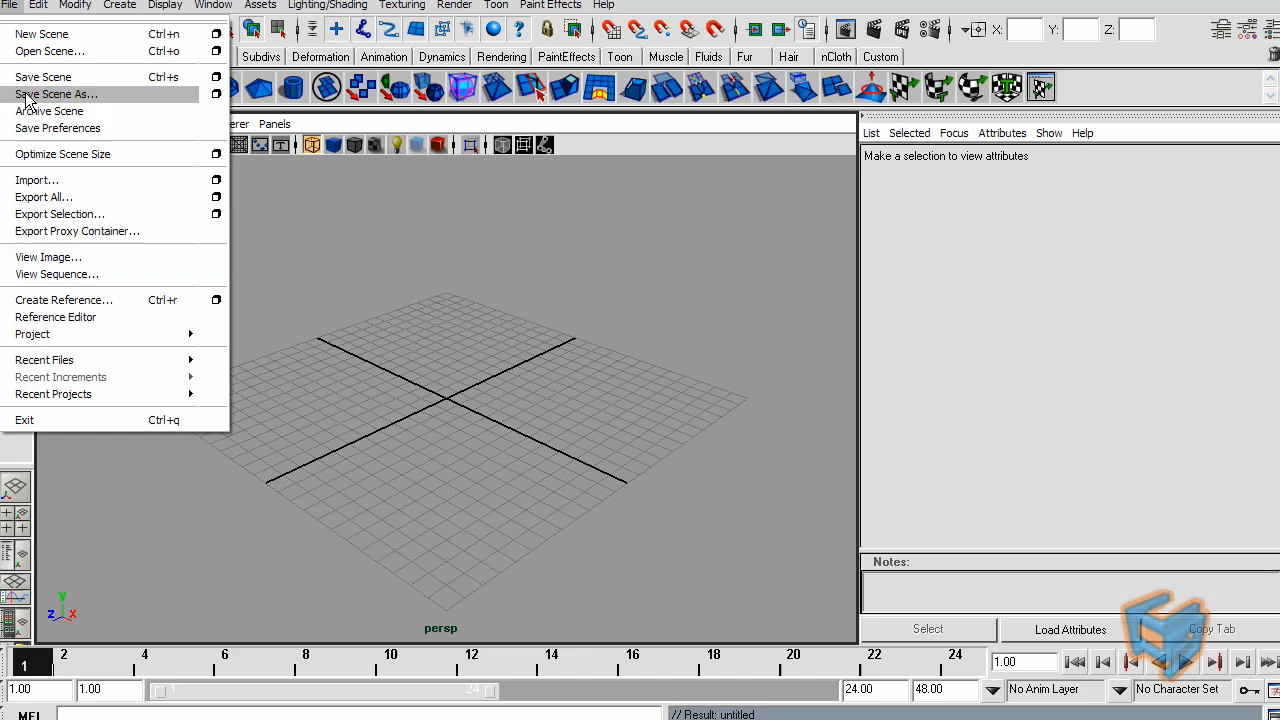 File Edit Modify Create Display Window Assets Lighting/Shading Texturing Render Toon Paint Effects Help
New Scene Ctrl+n
Open Scene... Ctrl+o
Save Scene Ctrl+s
Save Scene As...
Archive Scene
Save Preferences
Optimize Scene Size
Import...
Export All...
Export Selection...
Export Proxy Container...
View Image...
View Sequence...
Create Reference... Ctrl+r
Reference Editor
Project
Recent Files
Recent Increments
Recent Projects
Exit Ctrl+q
X: Y: Z:
Subdivs Deformation Animation Dynamics Rendering PaintEffects Toon Muscle Fluids Fur Hair nCloth Custom
Panels
List Selected Focus Attributes Show Help
Make a selection to view attributes
Notes:
Select Load Attributes Copy Tab
y
z x
persp
1 2 4 6 8 10 12 14 16 18 20 22 24 1.00
1.00 1.00 1 24 24.00 48.00 No Anim Layer No Character Set
MEL // Result: untitled